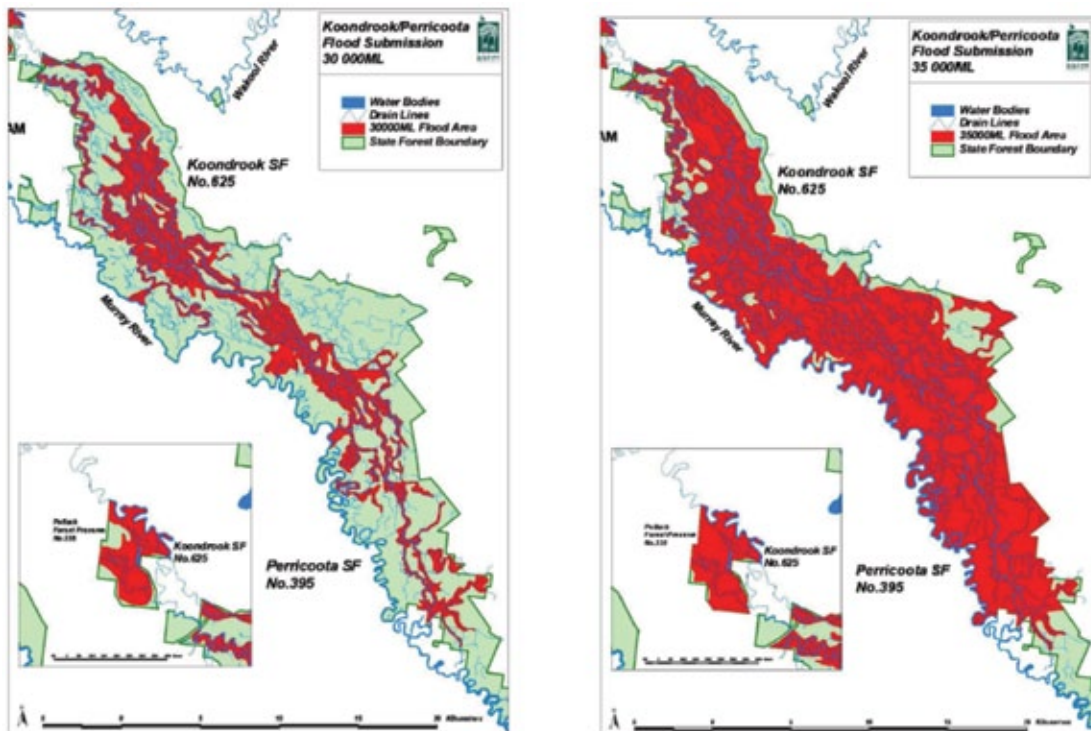 Koondrook/Perricoota
Flood Submission
30 000ML
Wakool River
Water Bodies
Drain Lines
30000ML Flood Area
State Forest Boundary
AM
Koondrook SF
No.625
Murray River
Koondrook SF
No.625
Perricoota SF
No.395
Koondrook/Perricoota
Flood Submission
35 000ML
Wakool River
Water Bodies
Drain Lines
35000ML Flood Area
State Forest Boundary
AM
Koondrook SF
No.625
Murray River
Koondrook SF
No.625
Perricoota SF
No.395